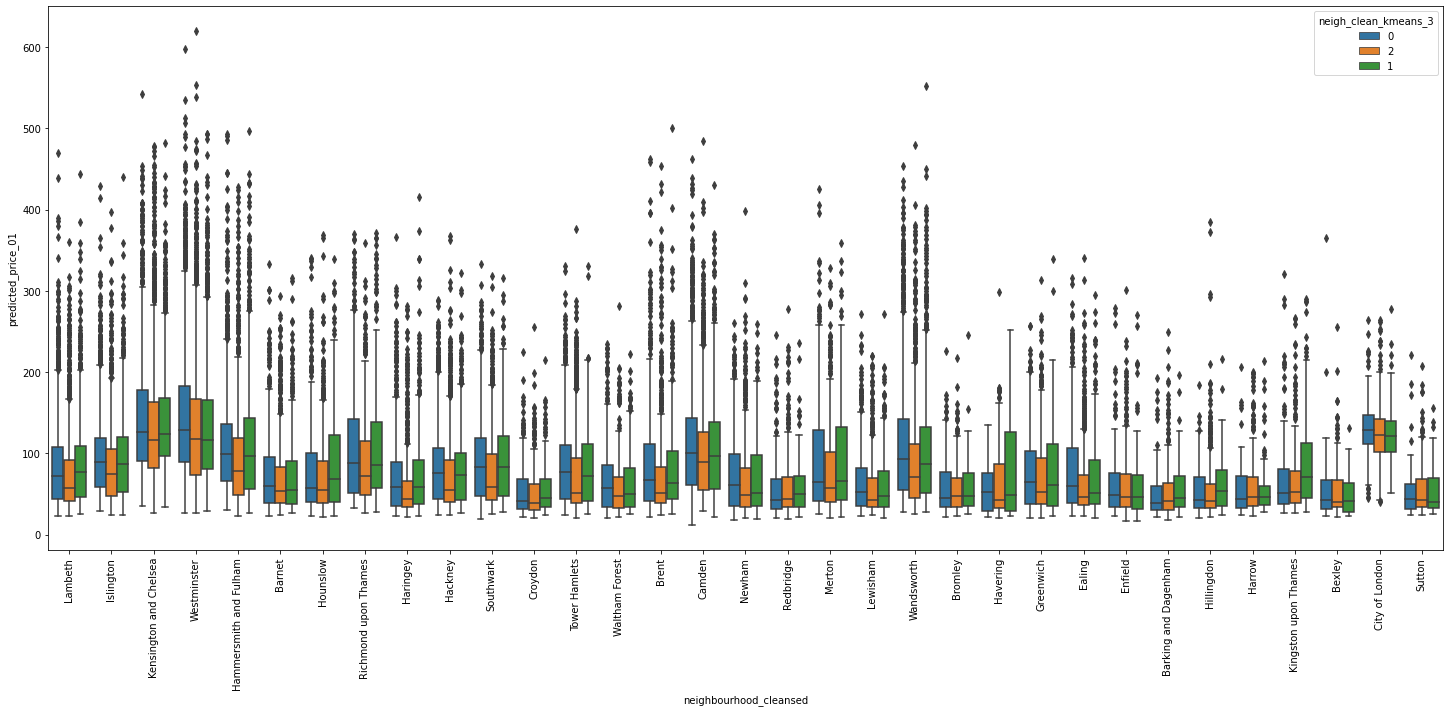 neigh_clean_kmeans_3
0
2
1
600
500
400
300
200
100
0
predicted_price_01
Lambeth
Islington
Kensington and Chelsea
Westminster
Hammersmith and Fulham
Barnet
Hounslow
Richmond upon Thames
Haringey
Hackney
Southwark
Croydon
Tower Hamlets
Waltham Forest
Brent
Camden
Newham
Redbridge
Merton
Lewisham
Wandsworth
Bromley
Havering
Greenwich
Ealing
Enfield
Barking and Dagenham
Hillingdon
Harrow
Kingston upon Thames
Bexley
City of London
Sutton
neighbourhood_cleansed